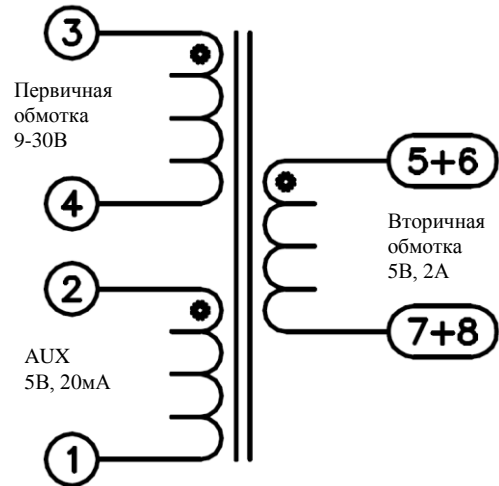 3
Первичная
обмотка
9-30В
4
5+6
Вторичная
обмотка
5В, 2А
7+8
2
AUX
5В, 20мА
1